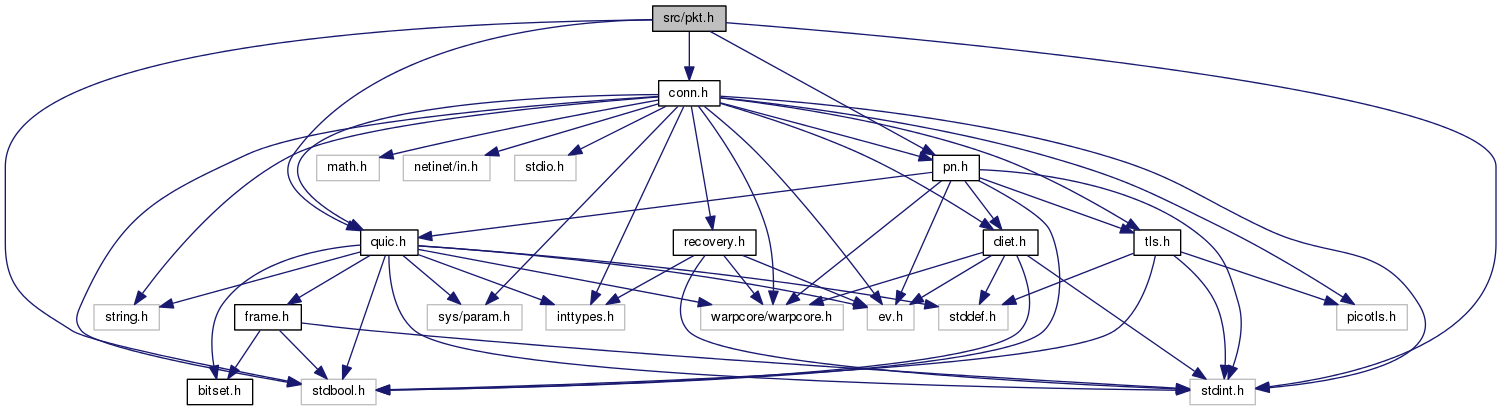 src/pkt.h
conn.h
math.h
netinet/in.h
stdio.h
pn.h
quic.h
recovery.h
diet.h
tls.h
string.h
frame.h
sys/param.h
inttypes.h
warpcore/warpcore.h
ev.h
stddef.h
picotls.h
bitset.h
stdbool.h
stdint.h